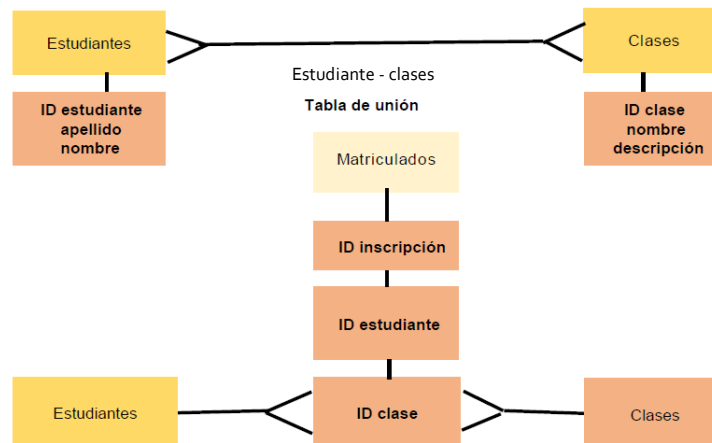 Estudiantes
Clases
Estudiante - clases
ID estudiante
apellido
nombre
Tabla de unión
ID clase
nombre
descripción
Matriculados
ID inscripción
ID estudiante
Estudiantes
ID clase
Clases